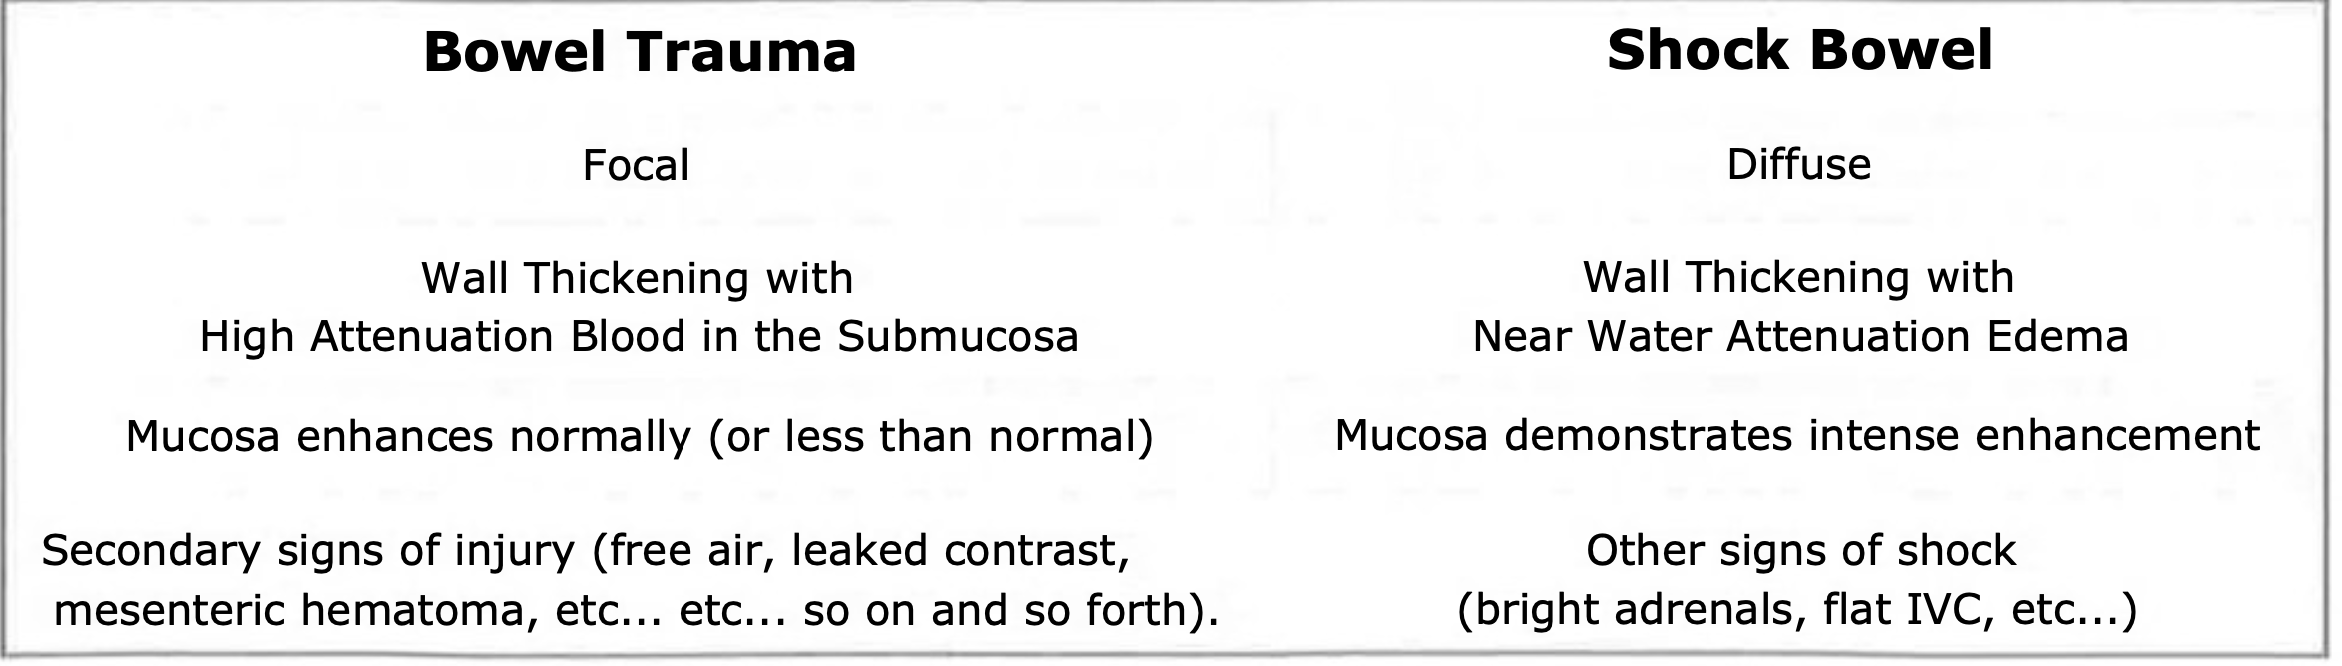 Bowel Trauma
Shock Bowel
Focal
Diffuse
Wall Thickening with
High Attenuation Blood in the Submucosa
Wall Thickening with
Near Water Attenuation Edema
Mucosa enhances normally (or less than normal)
Mucosa demonstrates intense enhancement
Secondary signs of injury (free air, leaked contrast,
mesenteric hematoma, etc... etc... so on and so forth).
Other signs of shock
(bright adrenals, flat IVC, etc...)